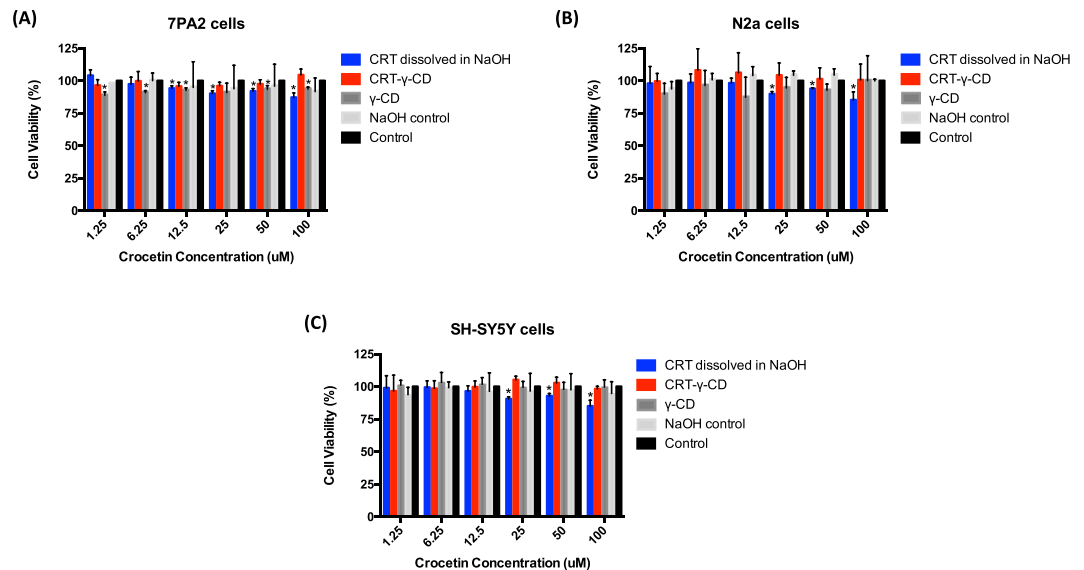 (A)
7PA2 cells
Cell Viability (%)
125
100
75
50
25
0
* * * * * * * * * *
1.25 6.25 12.5 25 50 100
Crocetin Concentration (uM)
CRT dissolved in NaOH
CRT-γ-CD
γ-CD
NaOH control
Control
(B)
N2a cells
Cell Viability (%)
125
100
75
50
25
0
* * *
1.25 6.25 12.5 25 50 100
Crocetin Concentration (uM)
CRT dissolved in NaOH
CRT-γ-CD
γ-CD
NaOH control
Control
(C)
SH-SY5Y cells
Cell Viability (%)
125
100
75
50
25
0
* * *
1.25 6.25 12.5 25 50 100
Crocetin Concentration (uM)
CRT dissolved in NaOH
CRT-γ-CD
γ-CD
NaOH control
Control